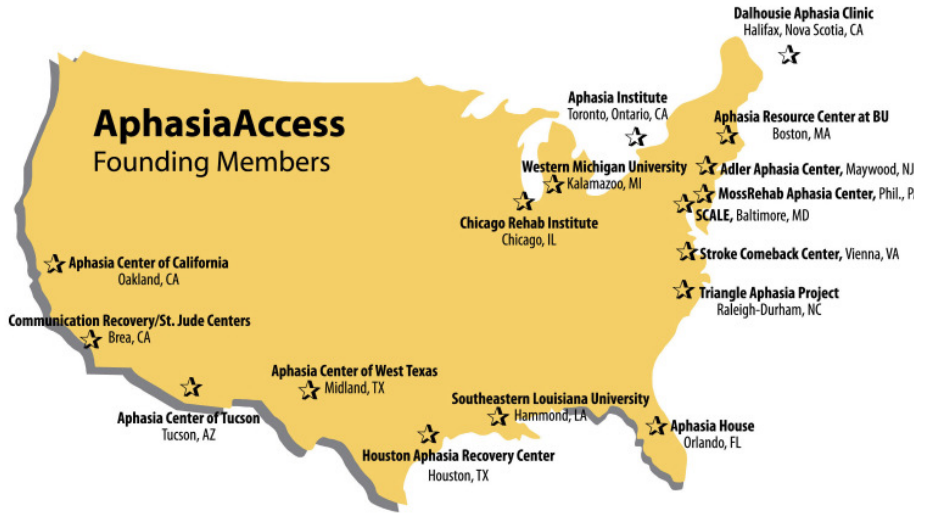 Dalhousie Aphasia Clinic
Halifax, Nova Scotia, CA
AphasiaAccess
Founding Members
Aphasia Institute
Toronto, Ontario, CA
Aphasia Resource Center at BU
Boston, MA
Western Michigan University
Kalamazoo, MI
Adler Aphasia Center, Maywood, NJ
MossRehab Aphasia Center, Phil., P
SCALE, Baltimore, MD
Chicago Rehab Institute
Chicago, IL
Stroke Comeback Center, Vienna, VA
Aphasia Center of California
Oakland, CA
Triangle Aphasia Project
Raleigh-Durham, NC
Communication Recovery/St. Jude Centers
Brea, CA
Aphasia Center of West Texas
Midland, TX
Southeastern Louisiana University
Hammond, LA
Aphasia Center of Tucson
Tucson, AZ
Aphasia House
Orlando, FL
Houston Aphasia Recovery Center
Houston, TX